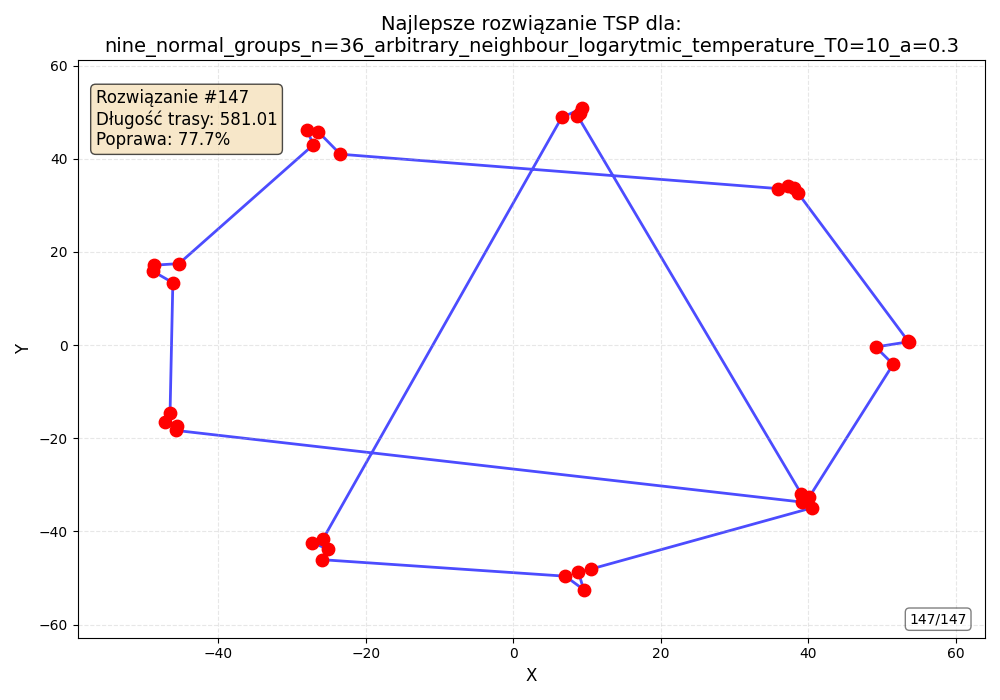 Najlepsze rozwiązanie TSP dla:
nine_normal_groups_n=36_arbitrary_neighbour_logarytmic_temperature_T0=10_a=0.3
Rozwiązanie #147
Długość trasy: 581.01
Poprawa: 77.7%
60
40
20
0
−20
−40
−60
Y
147/147
−40
−20
0
20
40
60
X